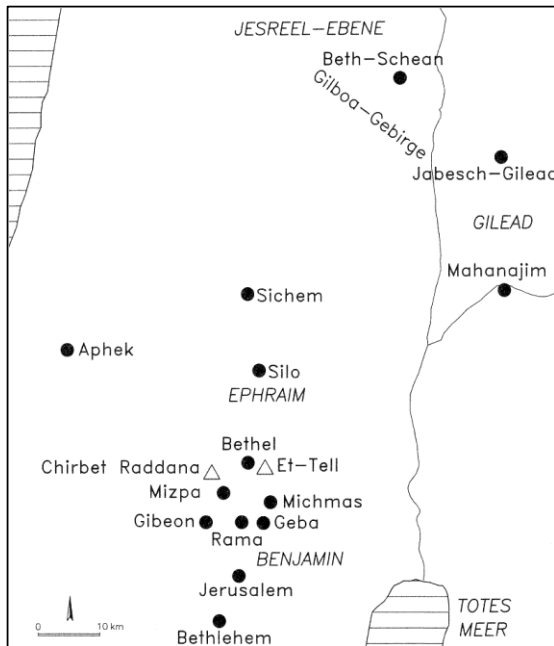 JESREEL-EBENE
Beth-Schean
Gilboa-Gebirge
Jabesch-Gilead
GILEAD
Mahanajim
Sichem
Aphek
Silo
EPHRAIM
Bethel
Chirbet Raddana
Et-Tell
Mizpa
Michmas
Gibeon
Geba
Rama
BENJAMIN
Jerusalem
TOTES
MEER
0 10 km
Bethlehem